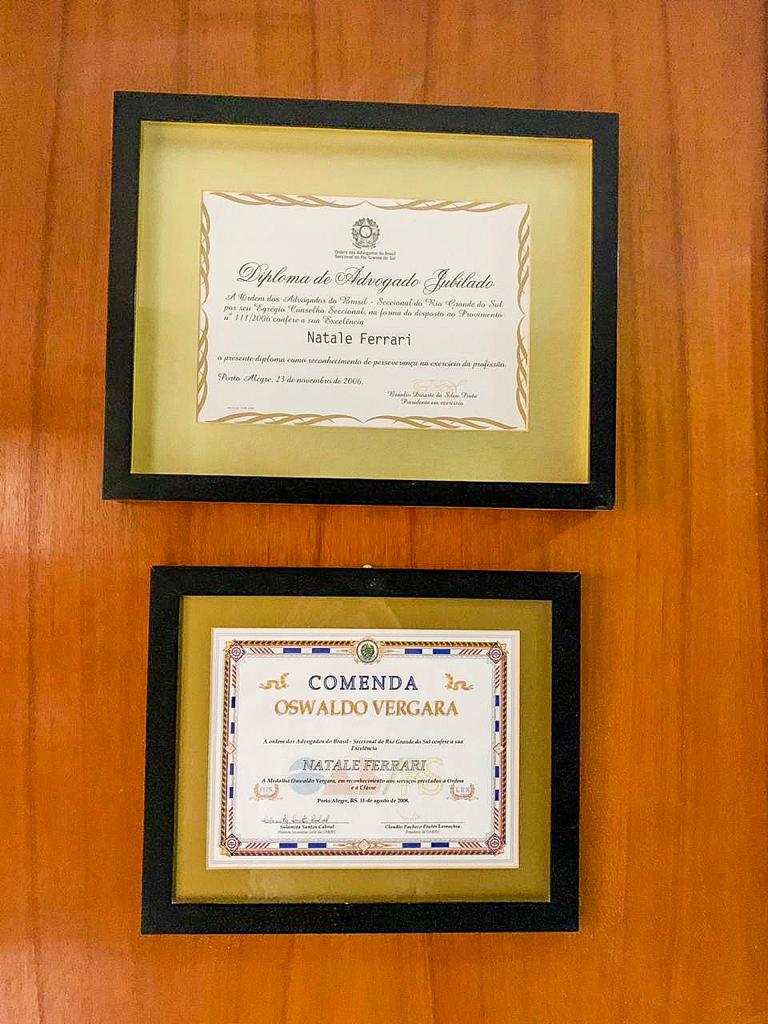 Ordem dos Advogados do Brasil
Seccional do Rio Grande do Sul
Diploma de Advogado Jubilado
A Ordem dos Advogados do Brasil - Seccional do Rio Grande do Sul
por seu Egrégio Conselho Seccional, na forma do disposto no Provimento
nº 111/2006 confere a sua Excelência
Natale Ferrari
o presente diploma como reconhecimento de perseverança no exercício da profissão.
Porto Alegre, 23 de novembro de 2006.
Presidente em exercício
COMENDA
OSWALDO VERGARA
A ordem dos Advogados do Brasil - Seccional do Rio Grande do Sul confere a sua
Excelência
NATALE FERRARI
A Medalha Oswaldo Vergara, em reconhecimento aos serviços prestados à Ordem
e à Classe
IUS
LEX
Porto Alegre, RS, 11 de agosto de 2008.
Sulamita Santos Cabral
Claudio Pacheco Prates Lamachia
Presidente da OAB/RS